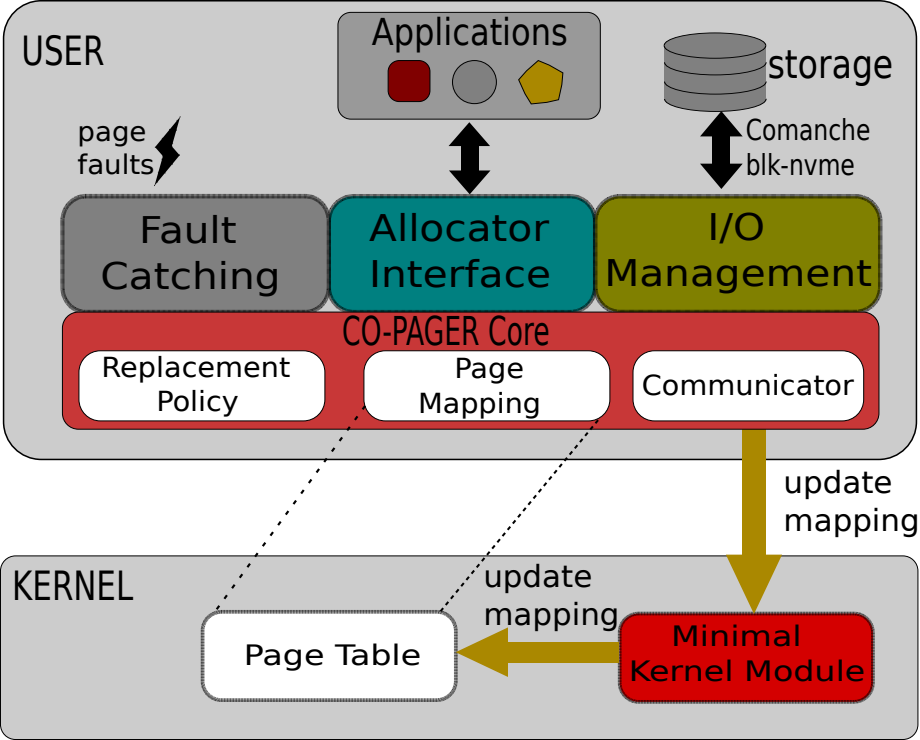 USER
Applications
storage
page
faults
Comanche
blk-nvme
Fault
Catching
Allocator
Interface
I/O
Management
CO-PAGER Core
Replacement
Policy
Page
Mapping
Communicator
update
mapping
KERNEL
update
mapping
Page Table
Minimal
Kernel Module